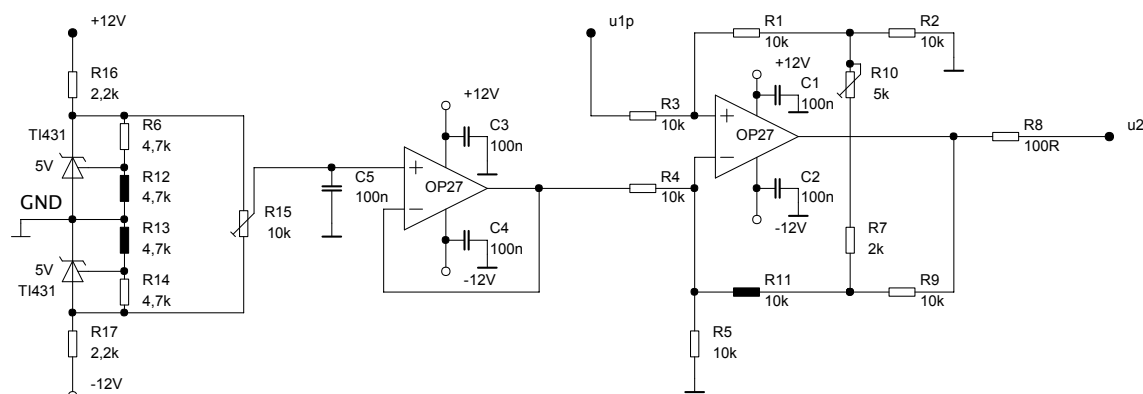 +12V
R16
2,2k
TI431
5V
R6
4,7k
R12
4,7k
GND
R13
4,7k
5V
TI431
R14
4,7k
R17
2,2k
-12V
R15
10k
C5
100n
+12V
C3
100n
+
OP27
−
C4
100n
-12V
u1p
R3
10k
R4
10k
R5
10k
R1
10k
R2
10k
+12V
C1
100n
+
OP27
−
C2
100n
-12V
R10
5k
R7
2k
R11
10k
R9
10k
R8
100R
u2